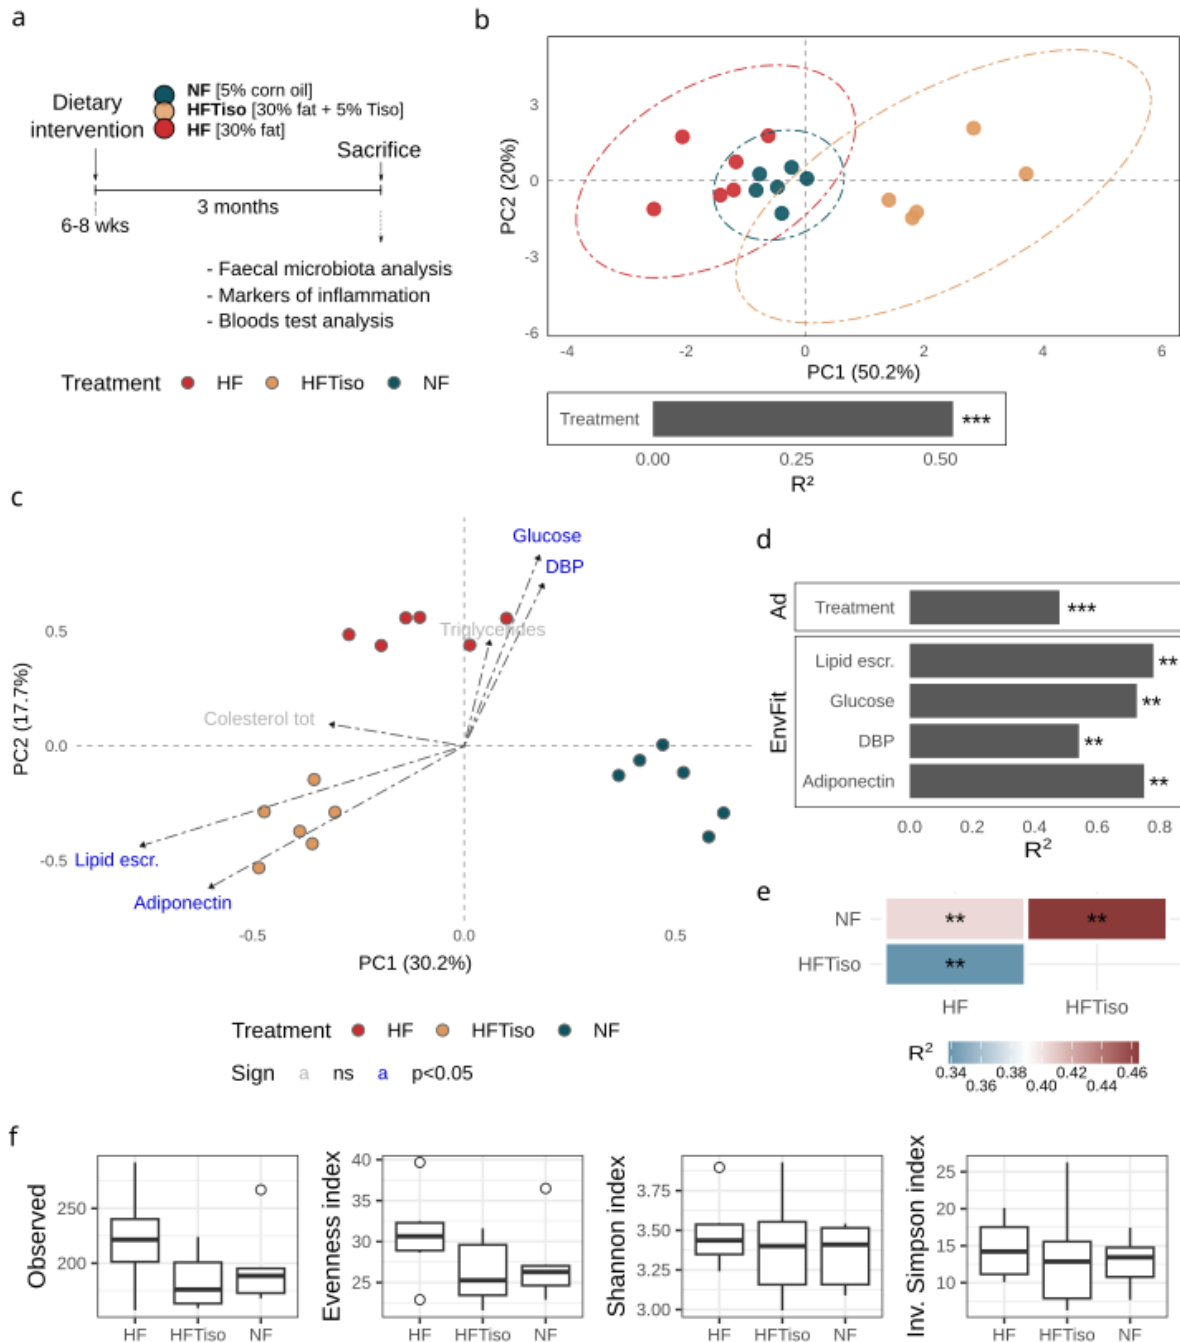 a
NF [5% corn oil]
HFTiso [30% fat + 5% Tiso]
HF [30% fat]
Dietary
intervention
Sacrifice
3 months
6-8 wks
- Faecal microbiota analysis
- Markers of inflammation
- Bloods test analysis
Treatment HF HFTiso NF
b
PC2 (20%)
3
0
-3
-6
-4 -2 0 2 4 6
PC1 (50.2%)
Treatment ***
0.00 0.25 0.50
R²
c
PC2 (17.7%)
0.5
0.0
-0.5
Glucose
DBP
Triglycerides
Colesterol tot
Lipid escr.
Adiponectin
-0.5 0.0 0.5
PC1 (30.2%)
Treatment HF HFTiso NF
Sign a ns a p<0.05
d
Ad
Treatment ***
EnvFit
Lipid escr. **
Glucose **
DBP **
Adiponectin **
0.0 0.2 0.4 0.6 0.8
R²
e
NF ** **
HFTiso **
HF HFTiso
R²
0.34 0.38 0.42 0.46
0.36 0.40 0.44
f
Observed
250
200
HF HFTiso NF
Evenness index
40
35
30
25
HF HFTiso NF
Shannon index
3.75
3.50
3.25
3.00
HF HFTiso NF
Inv. Simpson index
25
20
15
10
HF HFTiso NF